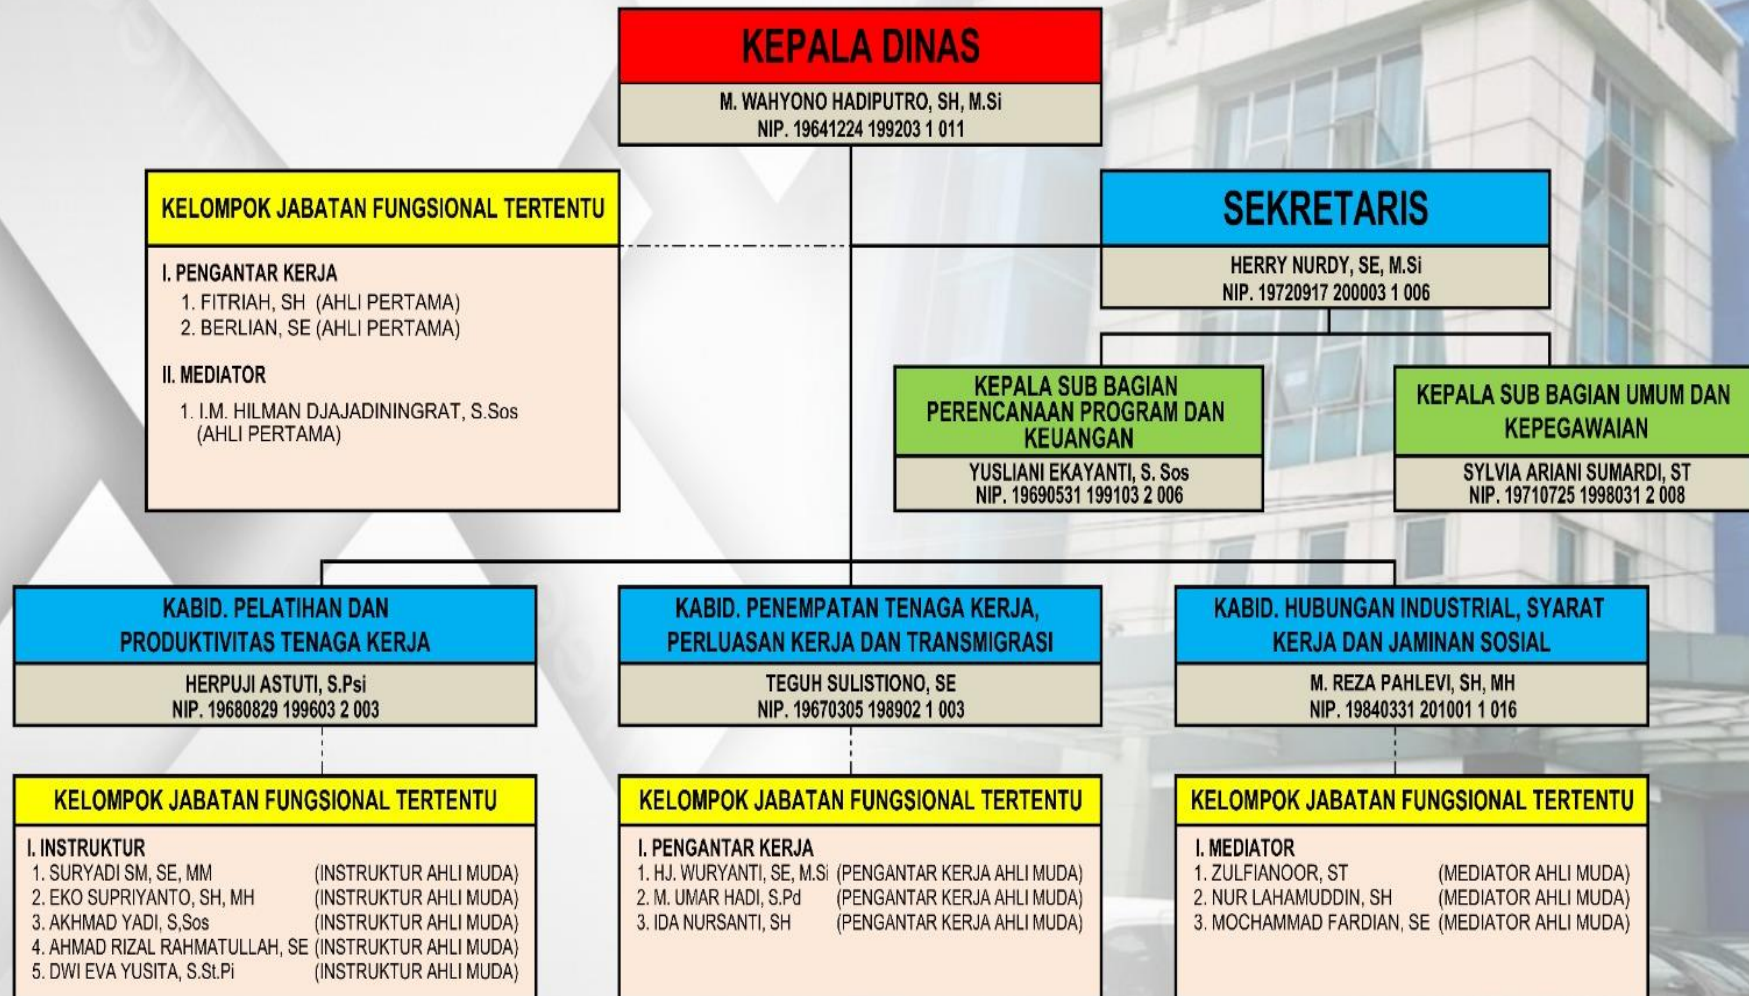 KEPALA DINAS
M. WAHYONO HADIPUTRO, SH, M.Si
NIP. 19641224 199203 1 011
KELOMPOK JABATAN FUNGSIONAL TERTENTU
I. PENGANTAR KERJA
1. FITRIAH, SH (AHLI PERTAMA)
2. BERLIAN, SE (AHLI PERTAMA)
II. MEDIATOR
1. I.M. HILMAN DJAJADININGRAT, S.Sos
(AHLI PERTAMA)
SEKRETARIS
HERRY NURDY, SE, M.Si
NIP. 19720917 200003 1 006
KEPALA SUB BAGIAN
PERENCANAAN PROGRAM DAN
KEUANGAN
YUSLIANI EKAYANTI, S. Sos
NIP. 19690531 199103 2 006
KEPALA SUB BAGIAN UMUM DAN
KEPEGAWAIAN
SYLVIA ARIANI SUMARDI, ST
NIP. 19710725 1998031 2 008
KABID. PELATIHAN DAN
PRODUKTIVITAS TENAGA KERJA
HERPUJI ASTUTI, S.Psi
NIP. 19680829 199603 2 003
KABID. PENEMPATAN TENAGA KERJA,
PERLUASAN KERJA DAN TRANSMIGRASI
TEGUH SULISTIONO, SE
NIP. 19670305 198902 1 003
KABID. HUBUNGAN INDUSTRIAL, SYARAT
KERJA DAN JAMINAN SOSIAL
M. REZA PAHLEVI, SH, MH
NIP. 19840331 201001 1 016
KELOMPOK JABATAN FUNGSIONAL TERTENTU
I. INSTRUKTUR
1. SURYADI SM, SE, MM (INSTRUKTUR AHLI MUDA)
2. EKO SUPRIYANTO, SH, MH (INSTRUKTUR AHLI MUDA)
3. AKHMAD YADI, S,Sos (INSTRUKTUR AHLI MUDA)
4. AHMAD RIZAL RAHMATULLAH, SE (INSTRUKTUR AHLI MUDA)
5. DWI EVA YUSITA, S.St.Pi (INSTRUKTUR AHLI MUDA)
KELOMPOK JABATAN FUNGSIONAL TERTENTU
I. PENGANTAR KERJA
1. HJ. WURYANTI, SE, M.Si (PENGANTAR KERJA AHLI MUDA)
2. M. UMAR HADI, S.Pd (PENGANTAR KERJA AHLI MUDA)
3. IDA NURSANTI, SH (PENGANTAR KERJA AHLI MUDA)
KELOMPOK JABATAN FUNGSIONAL TERTENTU
I. MEDIATOR
1. ZULFIANOOR, ST (MEDIATOR AHLI MUDA)
2. NUR LAHAMUDDIN, SH (MEDIATOR AHLI MUDA)
3. MOCHAMMAD FARDIAN, SE (MEDIATOR AHLI MUDA)